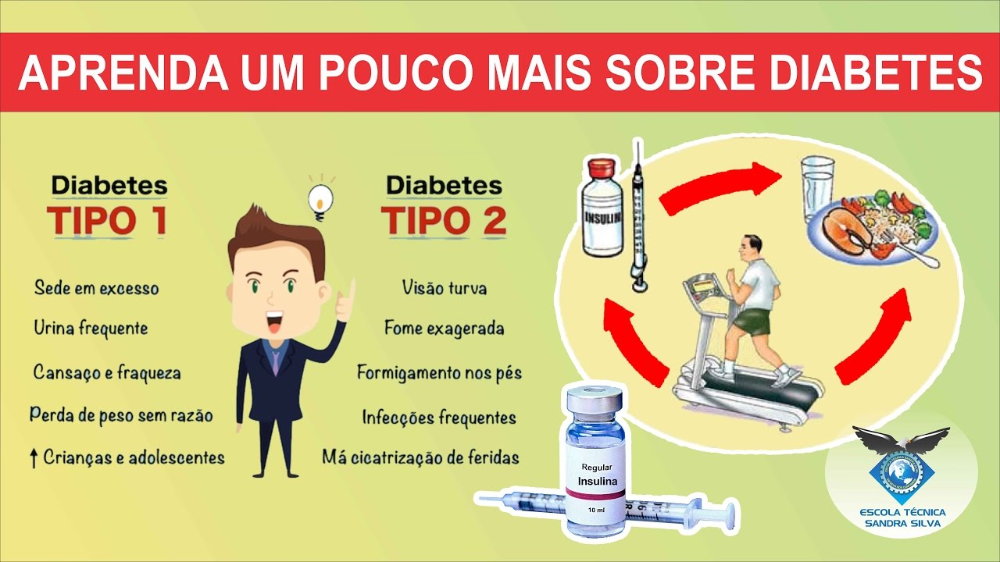 APRENDA UM POUCO MAIS SOBRE DIABETES
Diabetes
TIPO 1
Sede em excesso
Urina frequente
Cansaço e fraqueza
Perda de peso sem razão
↑ Crianças e adolescentes
Diabetes
TIPO 2
Visão turva
Fome exagerada
Formigamento nos pés
Infecções frequentes
Má cicatrização de feridas
INSULIN
Regular
Insulina
10 ml
ESCOLA TÉCNICA
SANDRA SILVA